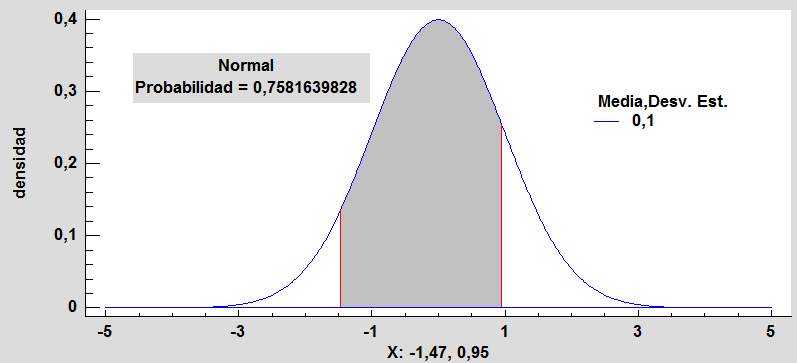 Normal
Probabilidad = 0,7581639828
Media,Desv. Est.
0,1
densidad
0,4
0,3
0,2
0,1
0
-5 -3 -1 1 3 5
X: -1,47, 0,95